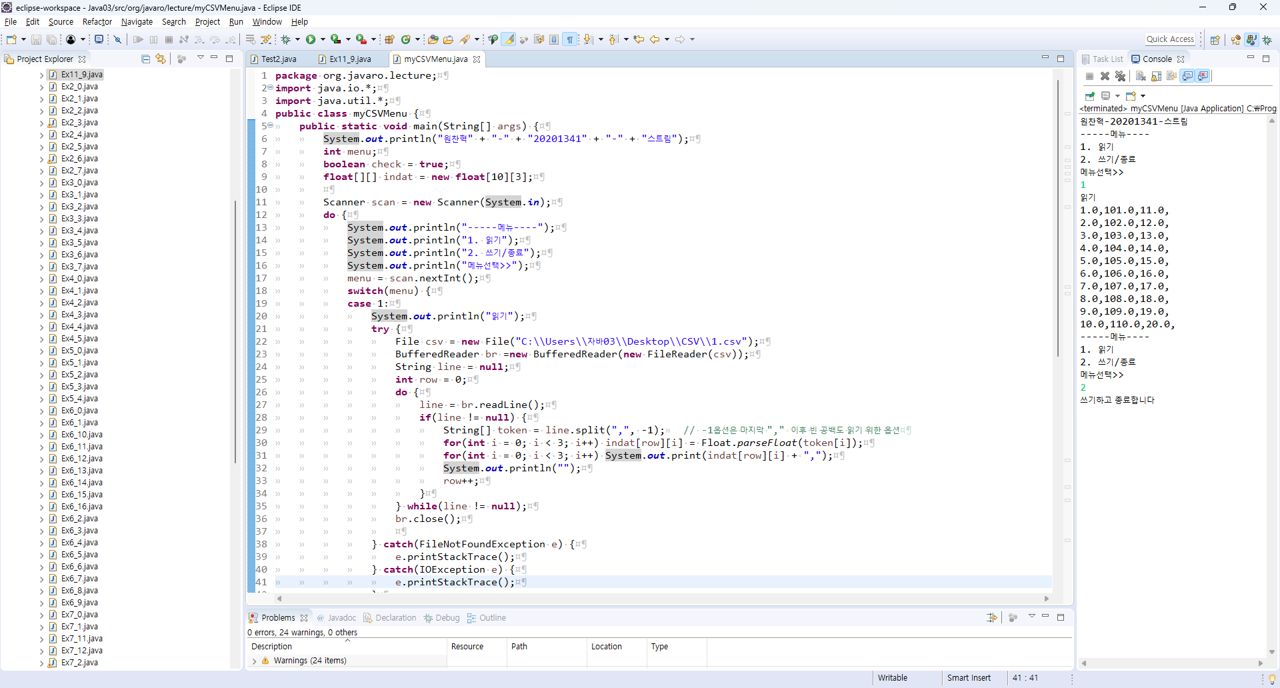 eclipse-workspace - Java03/src/org/javaro/lecture/myCSVMenu.java - Eclipse IDE
File Edit Source Refactor Navigate Search Project Run Window Help
Quick Access
Project Explorer
Ex11_9.java
Ex2_0.java
Ex2_1.java
Ex2_2.java
Ex2_3.java
Ex2_4.java
Ex2_5.java
Ex2_6.java
Ex2_7.java
Ex3_0.java
Ex3_1.java
Ex3_2.java
Ex3_3.java
Ex3_4.java
Ex3_5.java
Ex3_6.java
Ex3_7.java
Ex4_0.java
Ex4_1.java
Ex4_2.java
Ex4_3.java
Ex4_4.java
Ex4_5.java
Ex5_0.java
Ex5_1.java
Ex5_2.java
Ex5_3.java
Ex5_4.java
Ex6_0.java
Ex6_1.java
Ex6_10.java
Ex6_11.java
Ex6_12.java
Ex6_13.java
Ex6_14.java
Ex6_15.java
Ex6_16.java
Ex6_2.java
Ex6_3.java
Ex6_4.java
Ex6_5.java
Ex6_6.java
Ex6_7.java
Ex6_8.java
Ex6_9.java
Ex7_0.java
Ex7_1.java
Ex7_11.java
Ex7_12.java
Ex7_2.java
Test2.java Ex11_9.java myCSVMenu.java
1 package org.javaro.lecture;
2 import java.io.*;
3 import java.util.*;
4 public class myCSVMenu {
5 public static void main(String[] args) {
6 System.out.println("원찬혁" + "-" + "20201341" + "-" + "스트림");
7 int menu;
8 boolean check = true;
9 float[][] indat = new float[10][3];
10
11 Scanner scan = new Scanner(System.in);
12 do {
13 System.out.println("-----메뉴----");
14 System.out.println("1. 읽기");
15 System.out.println("2. 쓰기/종료");
16 System.out.println("메뉴선택>>");
17 menu = scan.nextInt();
18 switch(menu) {
19 case 1:
20 System.out.println("읽기");
21 try {
22 File csv = new File("C:\\Users\\자바03\\Desktop\\CSV\\1.csv");
23 BufferedReader br =new BufferedReader(new FileReader(csv));
24 String line = null;
25 int row = 0;
26 do {
27 line = br.readLine();
28 if(line != null) {
29 String[] token = line.split(",", -1); // -1옵션은 마지막 "," 이후 빈 공백도 읽기 위한 옵션
30 for(int i = 0; i < 3; i++) indat[row][i] = Float.parseFloat(token[i]);
31 for(int i = 0; i < 3; i++) System.out.print(indat[row][i] + ",");
32 System.out.println("");
33 row++;
34 }
35 } while(line != null);
36 br.close();
37
38 } catch(FileNotFoundException e) {
39 e.printStackTrace();
40 } catch(IOException e) {
41 e.printStackTrace();
Problems Javadoc Declaration Debug Outline
0 errors, 24 warnings, 0 others
Description Resource Path Location Type
Warnings (24 items)
Task List Console
<terminated> myCSVMenu [Java Application] C:₩Prog
원찬혁-20201341-스트림
-----메뉴----
1. 읽기
2. 쓰기/종료
메뉴선택>>
1
읽기
1.0,101.0,11.0,
2.0,102.0,12.0,
3.0,103.0,13.0,
4.0,104.0,14.0,
5.0,105.0,15.0,
6.0,106.0,16.0,
7.0,107.0,17.0,
8.0,108.0,18.0,
9.0,109.0,19.0,
10.0,110.0,20.0,
-----메뉴----
1. 읽기
2. 쓰기/종료
메뉴선택>>
2
쓰기하고 종료합니다
Writable Smart Insert 41 : 41